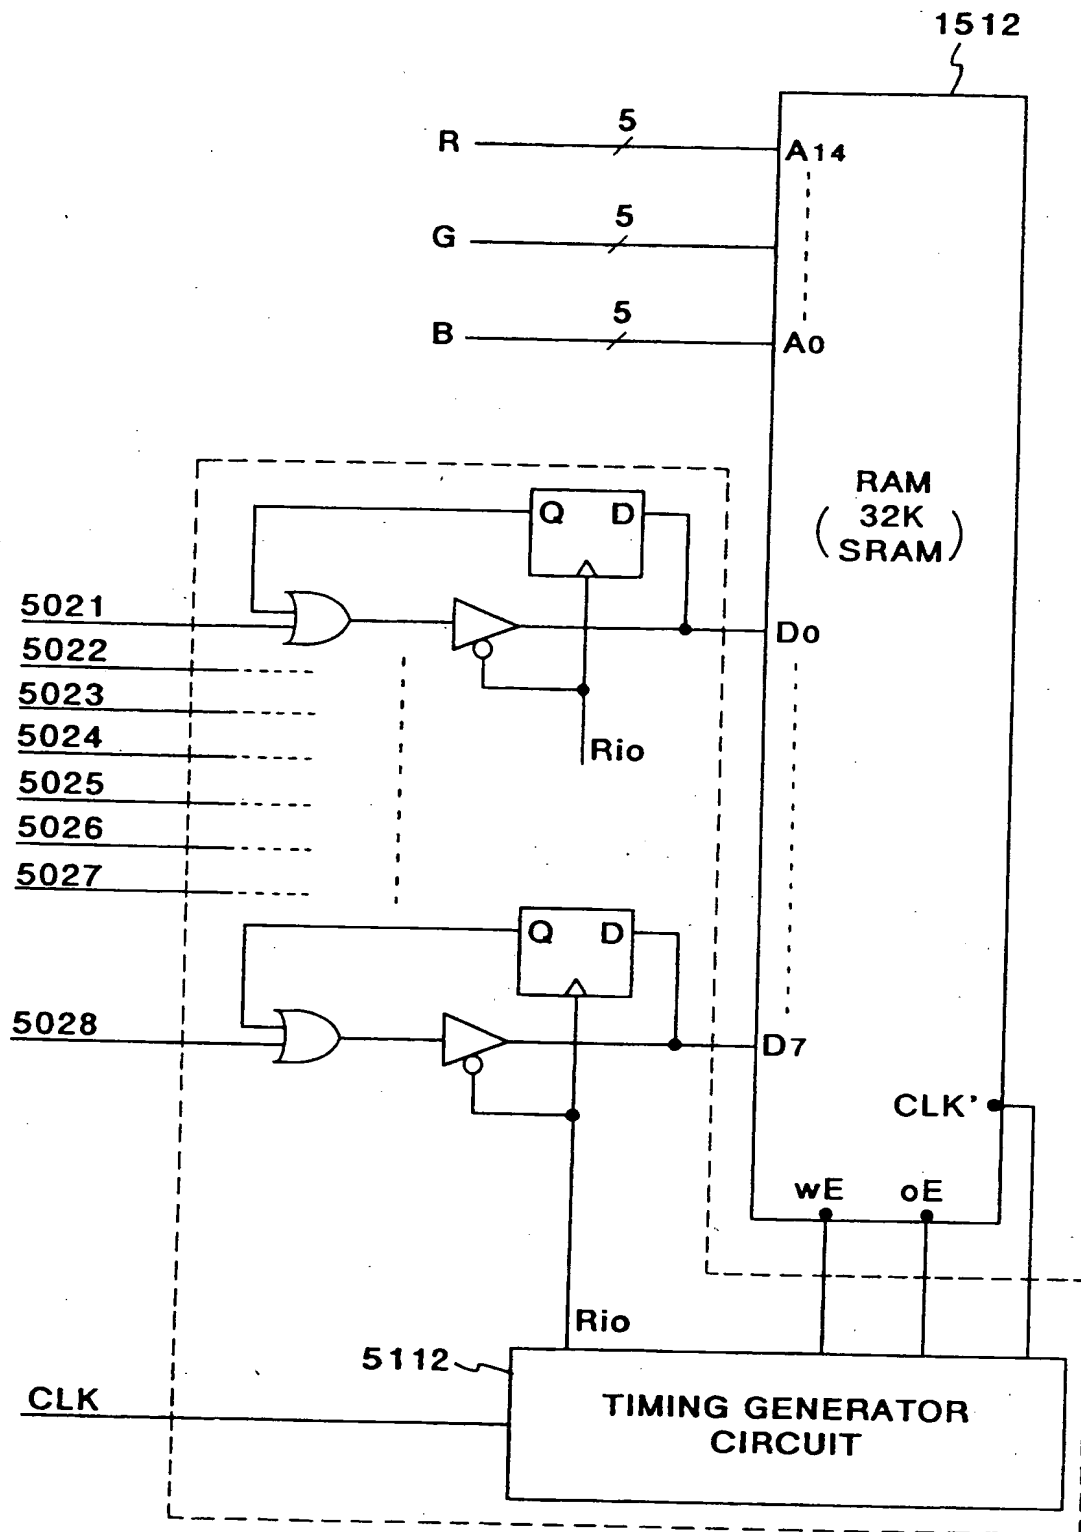 1512
R
5
A14
G
5
B
5
A0
RAM
(32K
SRAM)
Q D
5021
D0
5022
5023
5024
Rio
5025
5026
5027
Q D
5028
D7
CLK'
wE oE
Rio
5112
CLK
TIMING GENERATOR
CIRCUIT